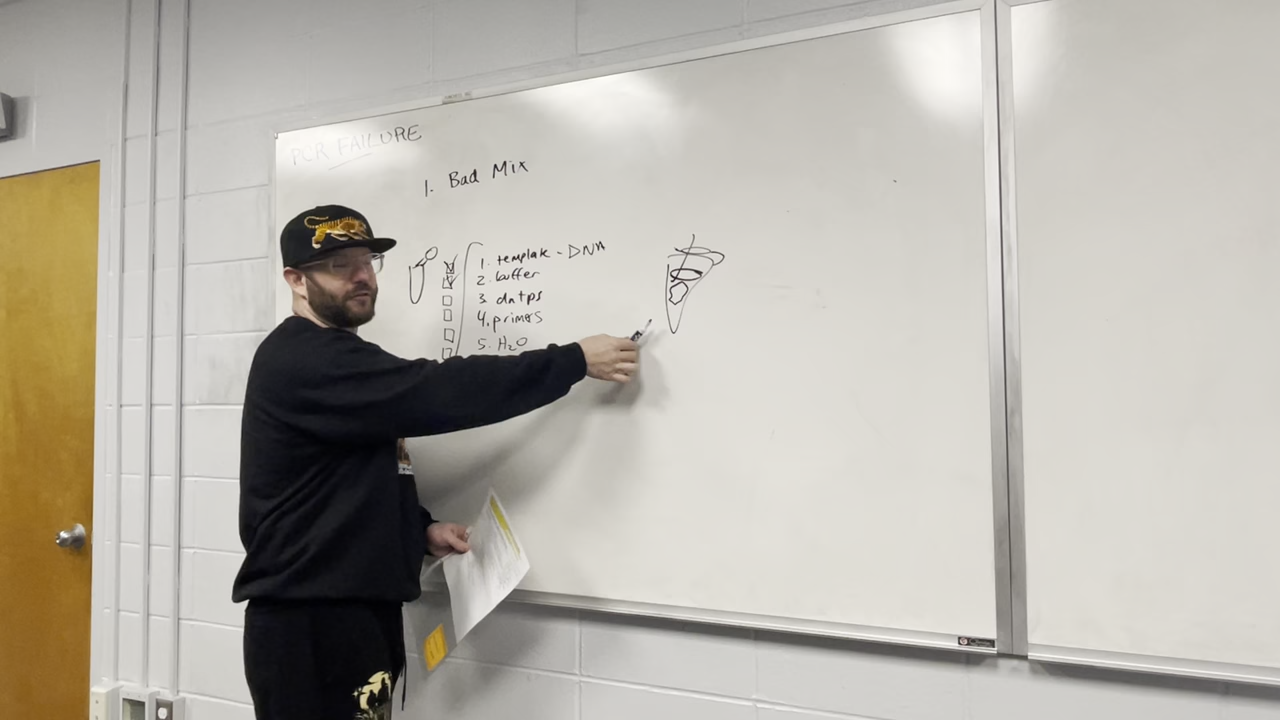 PCR FAILURE
1. Bad Mix
1. template - DNA
2. buffer
3. dntps
4. primers
5. H2O